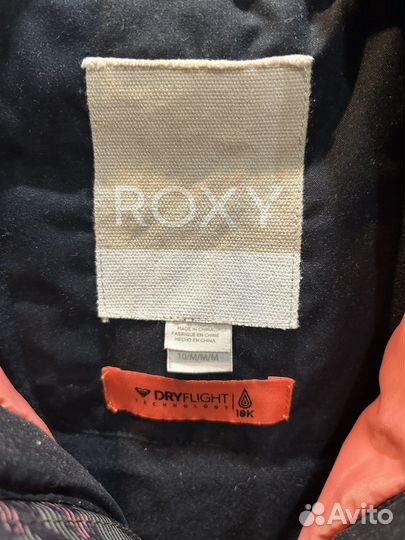 ROXY
MADE IN CHINA
FABRIQUÉ EN CHINE
HECHO EN CHINA
10/M/M/M
DRYFLIGHT
TECHNOLOGY
10K
Avito